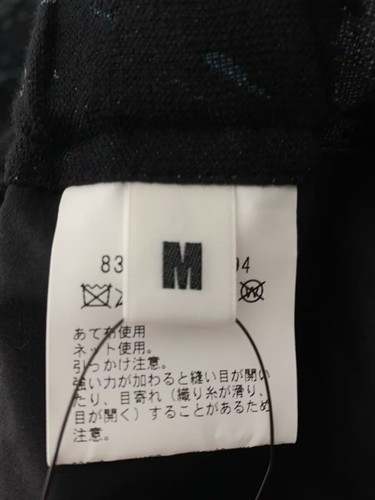 M
83
04
W
あて布使用
ネット使用。
引っかけ注意。
強い力が加わると縫い目が開い
たり、目寄れ（織り糸が滑り、
目が開く）することがあるため
注意。